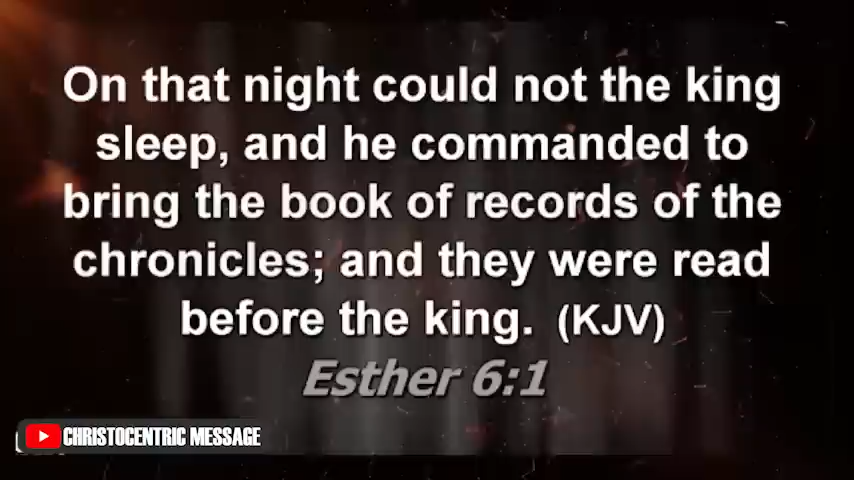 On that night could not the king
sleep, and he commanded to
bring the book of records of the
chronicles; and they were read
before the king. (KJV)
Esther 6:1
CHRISTOCENTRIC MESSAGE